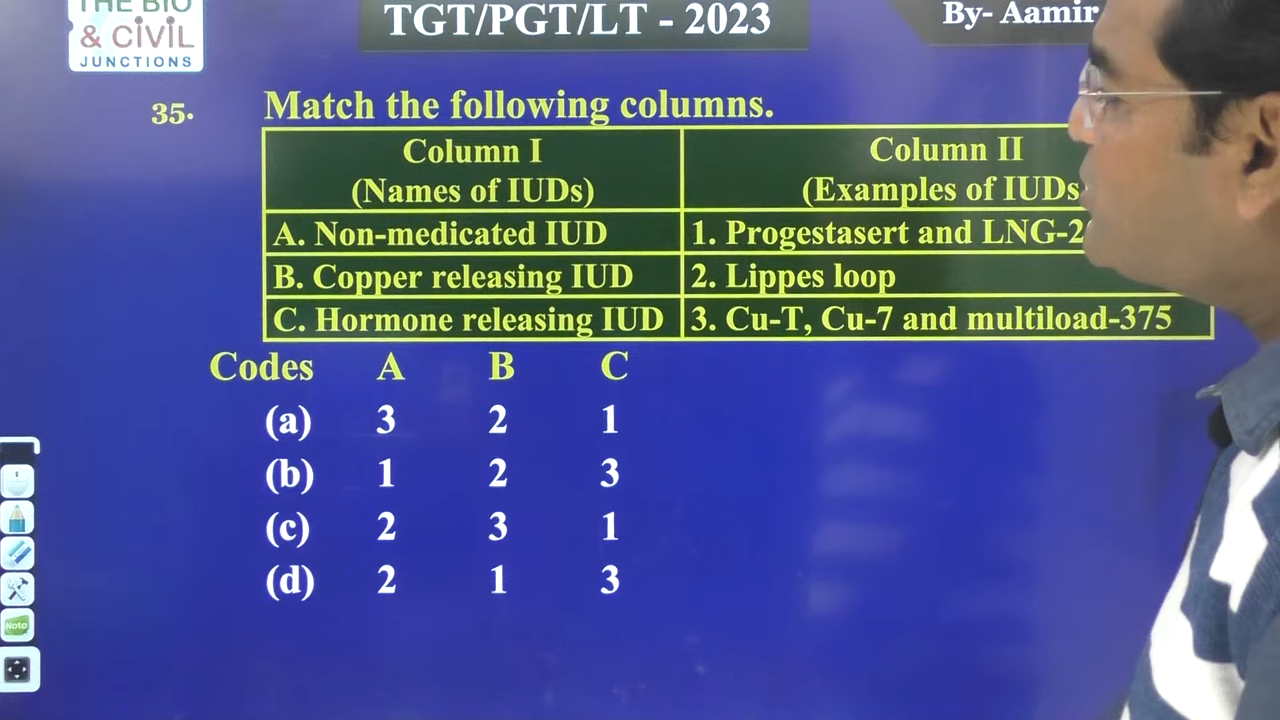 THE BIO
& CiViL
JUNCTIONS
TGT/PGT/LT - 2023
By- Aamir
35. Match the following columns.
Column I Column II
(Names of IUDs) (Examples of IUDs
A. Non-medicated IUD 1. Progestasert and
B. Copper releasing IUD 2. Lippes loop
C. Hormone releasing IUD 3. Cu-T, Cu-7 and multiload-375
Codes A B C
(a) 3 2 1
(b) 1 2 3
(c) 2 3 1
(d) 2 1 3
Note